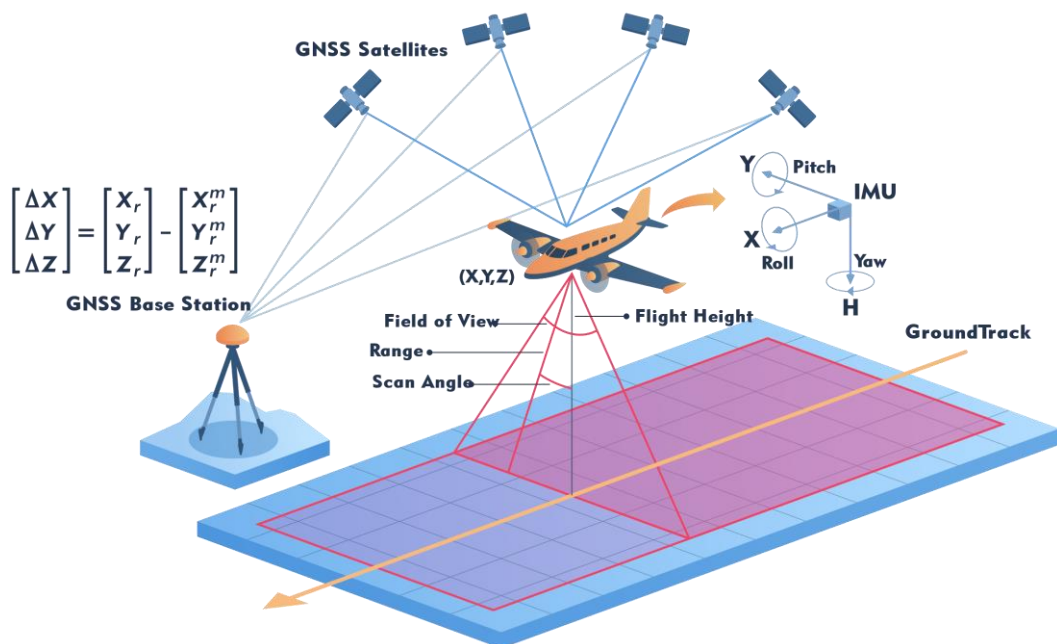 GNSS Satellites
[ΔX] = [X_r] - [X_r^m]
[ΔY] = [Y_r] - [Y_r^m]
[ΔZ] = [Z_r] - [Z_r^m]
GNSS Base Station
Y
Pitch
IMU
X
Roll
Yaw
H
(X,Y,Z)
Field of View
Flight Height
Range
Scan Angle
GroundTrack